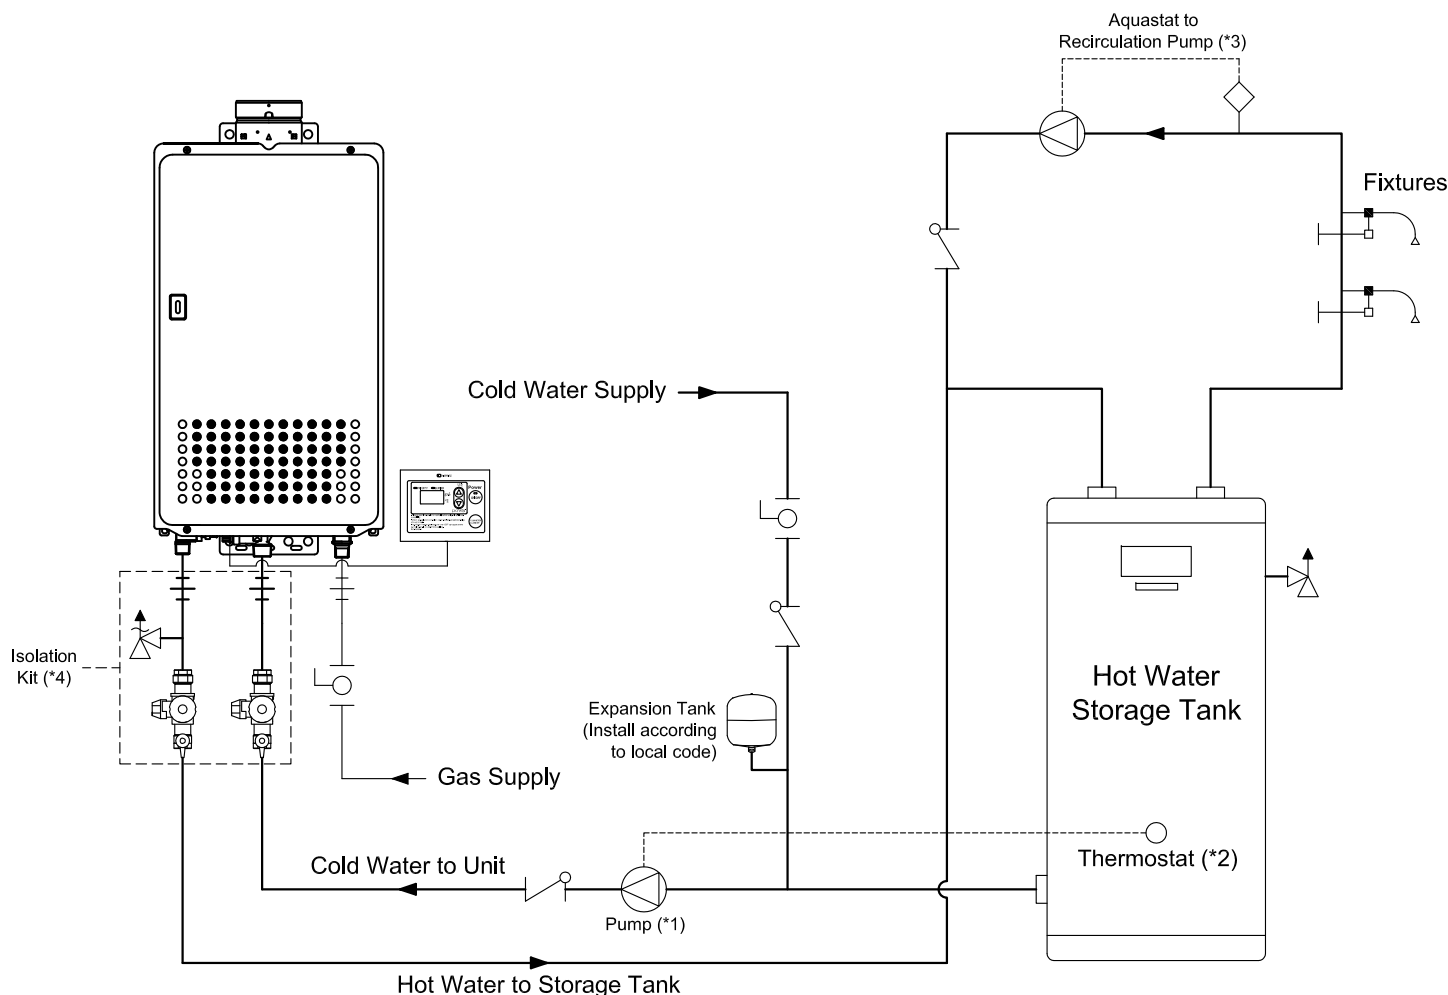 Aquastat to
Recirculation Pump (*3)
Fixtures
Cold Water Supply
Power
Isolation
Kit (*4)
Hot Water
Storage Tank
Expansion Tank
(Install according
to local code)
Gas Supply
Thermostat (*2)
Cold Water to Unit
Pump (*1)
Hot Water to Storage Tank